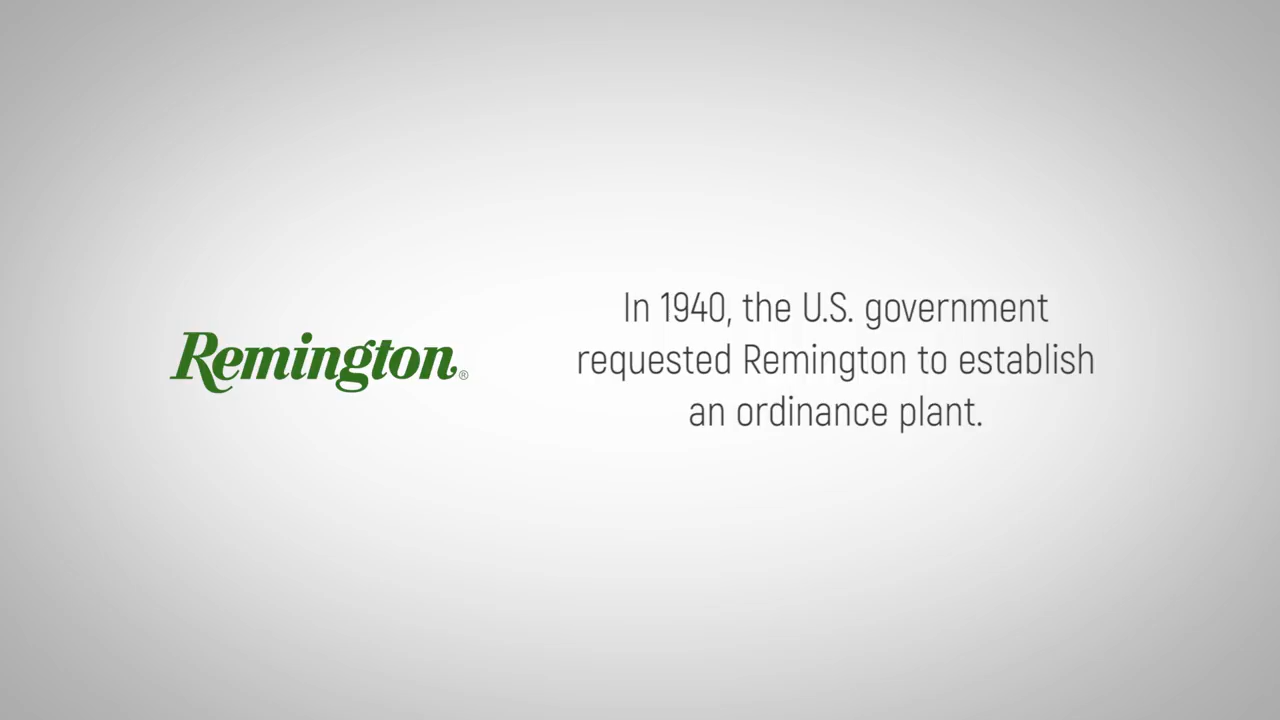 Remington®
In 1940, the U.S. government
requested Remington to establish
an ordinance plant.